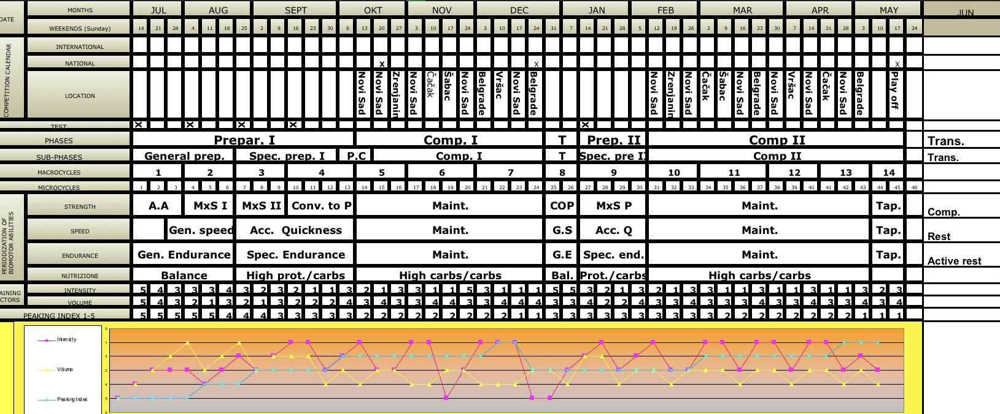 DATE MONTHS JUL AUG SEPT OKT NOV DEC JAN FEB MAR APR MAY JUN
WEEKENDS (Sunday) 14 21 28 4 11 18 25 2 9 16 23 30 6 13 20 27 3 10 17 24 3 10 17 24 31 7 14 21 28 5 12 19 26 2 9 16 23 30 7 14 21 28 3 10 17 24
COMPETITION CALENDAR
INTERNATIONAL
NATIONAL x x x
LOCATION Novi Sad Novi Sad Zrenjanin Novi Sad Čačak Šabac Novi Sad Belgrade Vršac Novi Sad Belgrade Novi Sad Zrenjanin Novi Sad Čačak Šabac Novi Sad Belgrade Novi Sad Vršac Novi Sad Čačak Novi Sad Belgrade Play off
TEST x x x x x
PHASES Prepar. I Comp. I T Prep. II Comp II Trans.
SUB-PHASES General prep. Spec. prep. I P.C Comp. I T Spec. pre II Comp II Trans.
MACROCYCLES 1 2 3 4 5 6 7 8 9 10 11 12 13 14
MICROCYCLES 1 2 3 4 5 6 7 8 9 10 11 12 13 14 15 16 17 18 19 20 21 22 23 24 25 26 27 28 29 30 31 32 33 34 35 36 37 38 39 40 41 42 43 44 45 46
PERIODIZATION OF
BIOMOTOR ABILITIES
STRENGTH A.A MxS I MxS II Conv. to P Maint. COP MxS P Maint. Tap. Comp.
SPEED Gen. speed Acc. Quickness Maint. G.S Acc. Q Maint. Tap. Rest
ENDURANCE Gen. Endurance Spec. Endurance Maint. G.E Spec. end. Maint. Tap. Active rest
NUTRIZIONE Balance High prot./carbs High carbs/carbs Bal. Prot./carbs High carbs/carbs
AINING
CTORS
INTENSITY 5 4 3 3 3 4 3 2 3 2 1 1 3 2 1 3 3 1 1 5 3 1 1 1 5 5 3 2 1 3 2 1 3 3 1 1 3 1 1 3 1 1 3 2 3
VOLUME 5 4 3 2 1 3 2 1 3 2 2 2 4 3 4 3 3 4 4 3 3 4 4 4 3 3 4 2 2 4 3 3 4 3 3 3 4 3 3 4 3 3 4 3 4
PEAKING INDEX 1-5 5 5 5 5 5 4 4 4 3 3 3 3 3 2 2 2 2 2 2 2 2 2 1 1 3 3 3 3 3 3 3 3 3 3 2 2 2 2 2 2 2 2 1 1 1
Intensity
Volume
Peaking Index
0
1
2
3
4
5
6